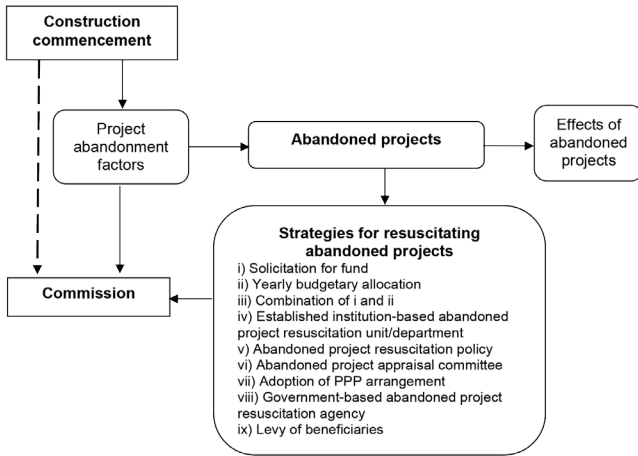 Construction
commencement
Project
abandonment
factors
Abandoned projects
Effects of
abandoned
projects
Strategies for resuscitating
abandoned projects
i) Solicitation for fund
ii) Yearly budgetary allocation
iii) Combination of i and ii
iv) Established institution-based abandoned
project resuscitation unit/department
v) Abandoned project resuscitation policy
vi) Abandoned project appraisal committee
vii) Adoption of PPP arrangement
viii) Government-based abandoned project
resuscitation agency
ix) Levy of beneficiaries
Commission